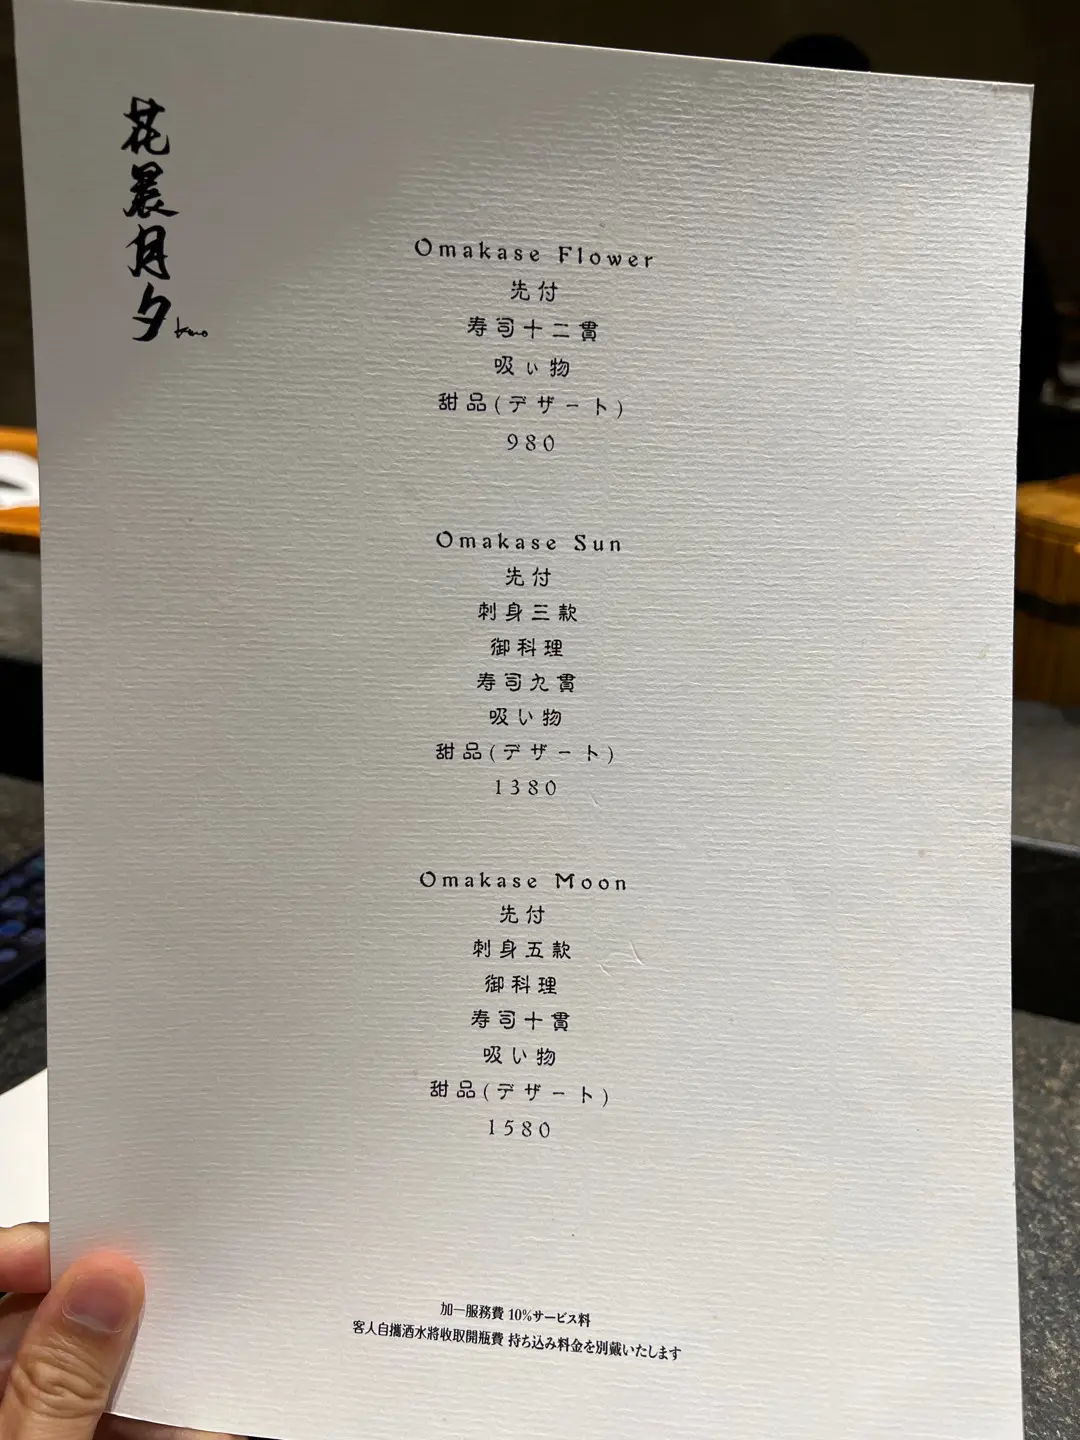 花晨月夕
Omakase Flower
先付
寿司十二貫
吸い物
甜品(デザート)
980
Omakase Sun
先付
刺身三款
御科理
寿司九貫
吸い物
甜品(デザート)
1380
Omakase Moon
先付
刺身五款
御科理
寿司十貫
吸い物
甜品(デザート)
1580
加一服務費 10%サービス料
客人自攜酒水將收取開瓶費 持ち込み料金を別戴いたします